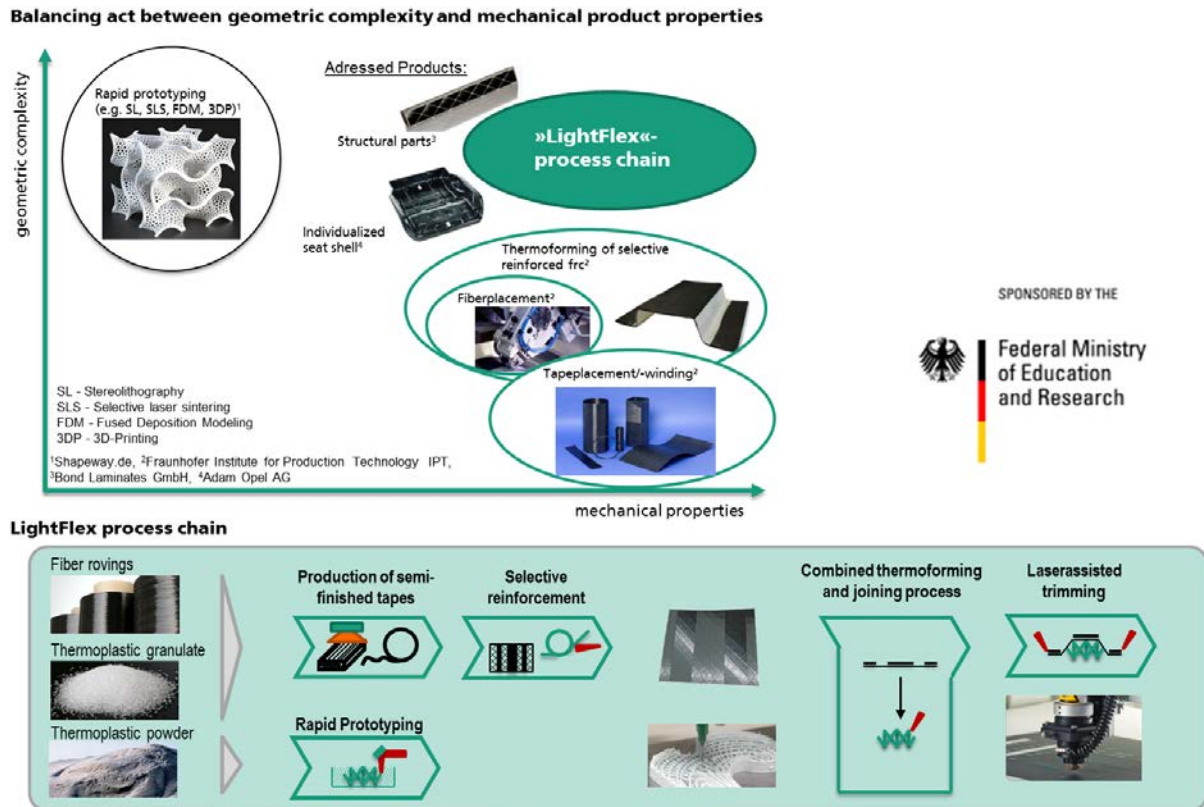 Balancing act between geometric complexity and mechanical product properties
geometric complexity
Rapid prototyping
(e.g. SL, SLS, FDM, 3DP)¹
Adressed Products:
Structural parts³
»LightFlex«-
process chain
Individualized
seat shell⁴
Thermoforming of selective
reinforced frc²
Fiberplacement²
Tapeplacement/-winding²
SL - Stereolithography
SLS - Selective laser sintering
FDM - Fused Deposition Modeling
3DP - 3D-Printing
¹Shapeway.de, ²Fraunhofer Institute for Production Technology IPT,
³Bond Laminates GmbH, ⁴Adam Opel AG
mechanical properties
SPONSORED BY THE
Federal Ministry
of Education
and Research
LightFlex process chain
Fiber rovings
Thermoplastic granulate
Thermoplastic powder
Production of semi-
finished tapes
Selective
reinforcement
Rapid Prototyping
Combined thermoforming
and joining process
Laserassisted
trimming